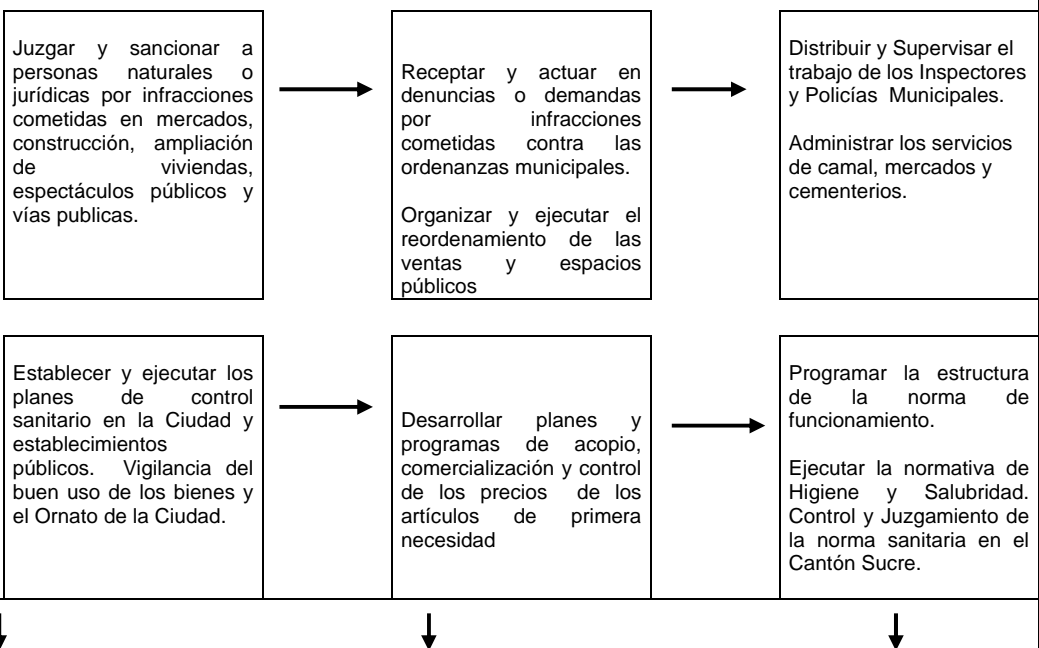 Juzgar y sancionar a
personas naturales o
jurídicas por infracciones
cometidas en mercados,
construcción, ampliación
de viviendas,
espectáculos públicos y
vías publicas.
Receptar y actuar en
denuncias o demandas
por infracciones
cometidas contra las
ordenanzas municipales.
Organizar y ejecutar el
reordenamiento de las
ventas y espacios
públicos
Distribuir y Supervisar el
trabajo de los Inspectores
y Policías Municipales.
Administrar los servicios
de camal, mercados y
cementerios.
Establecer y ejecutar los
planes de control
sanitario en la Ciudad y
establecimientos
públicos. Vigilancia del
buen uso de los bienes y
el Ornato de la Ciudad.
Desarrollar planes y
programas de acopio,
comercialización y control
de los precios de los
artículos de primera
necesidad
Programar la estructura
de la norma de
funcionamiento.
Ejecutar la normativa de
Higiene y Salubridad.
Control y Juzgamiento de
la norma sanitaria en el
Cantón Sucre.